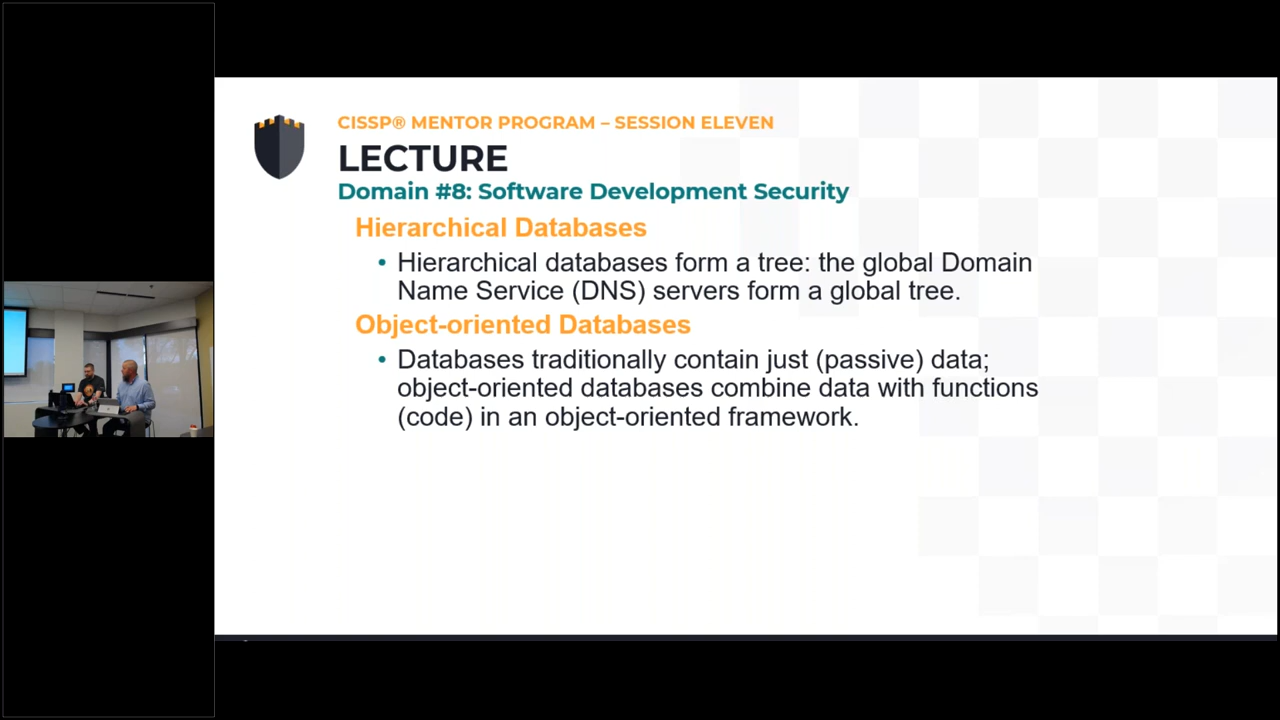 CISSP® MENTOR PROGRAM – SESSION ELEVEN
LECTURE
Domain #8: Software Development Security
Hierarchical Databases
• Hierarchical databases form a tree: the global Domain
Name Service (DNS) servers form a global tree.
Object-oriented Databases
• Databases traditionally contain just (passive) data;
object-oriented databases combine data with functions
(code) in an object-oriented framework.